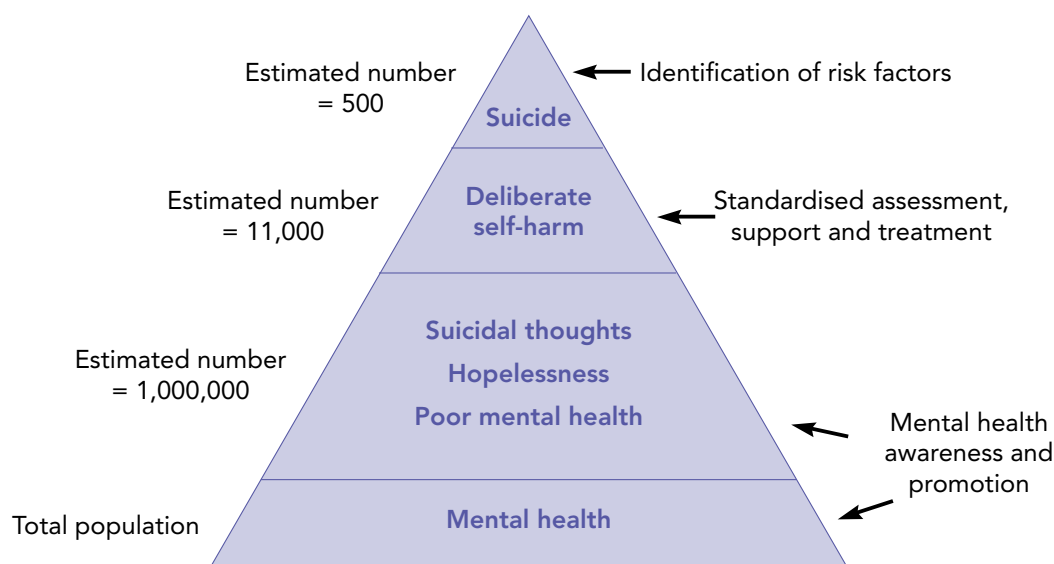 Estimated number
= 500
Identification of risk factors
Suicide
Estimated number
= 11,000
Deliberate
self-harm
Standardised assessment,
support and treatment
Estimated number
= 1,000,000
Suicidal thoughts
Hopelessness
Poor mental health
Mental health
awareness and
promotion
Total population
Mental health